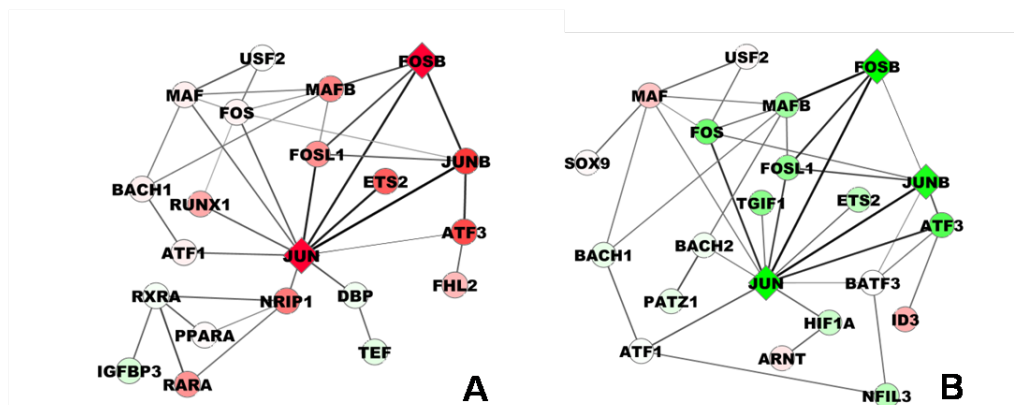 USF2
FOSB
MAF
MAFB
FOS
FOSL1
JUNB
ETS2
BACH1
RUNX1
ATF3
ATF1
JUN
FHL2
RXRA
NRIP1
DBP
PPARA
TEF
IGFBP3
RARA
A
USF2
FOSB
MAF
MAFB
FOS
SOX9
FOSL1
JUNB
TGIF1
ETS2
ATF3
BACH2
BACH1
JUN
BATF3
PATZ1
HIF1A
ID3
ATF1
ARNT
NFIL3
B